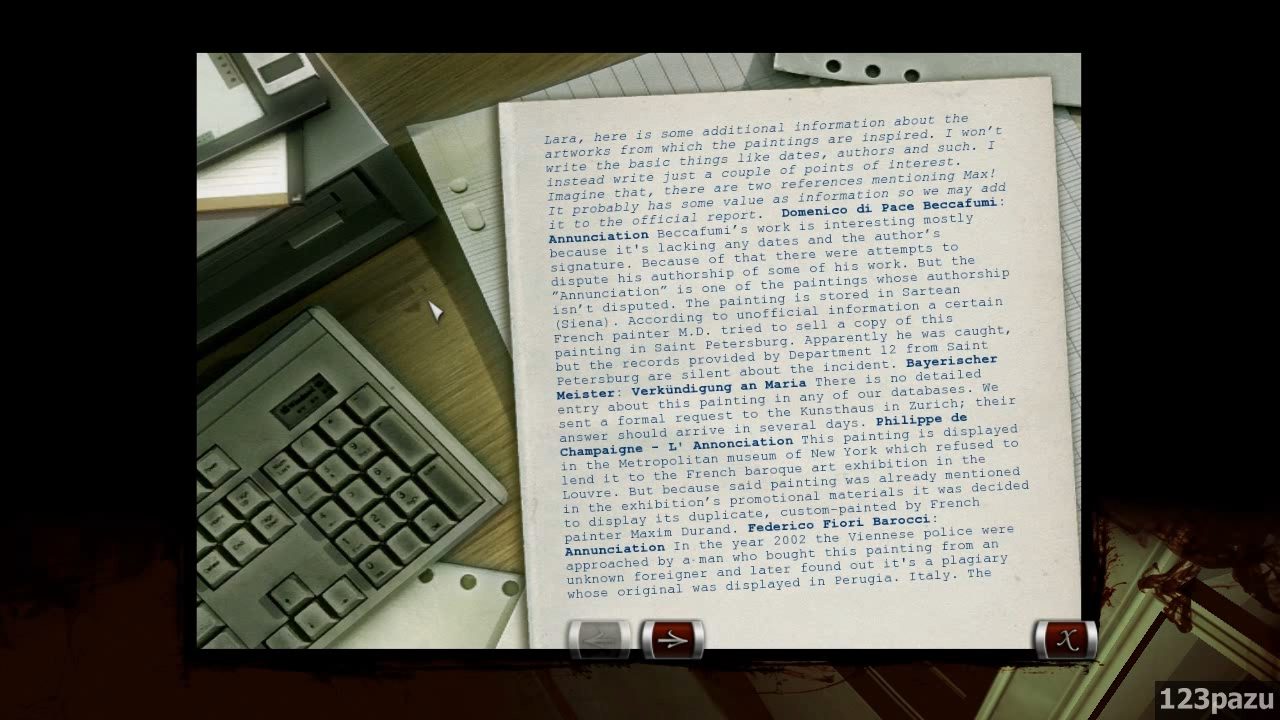 Lara, here is some additional information about the
artworks from which the paintings are inspired. I won't
write the basic things like dates, authors and such. I
instead write just a couple of points of interest.
Imagine that, there are two references mentioning Max!
It probably has some value as information so we may add
it to the official report. Domenico di Pace Beccafumi:
Annunciation Beccafumi's work is interesting mostly
because it's lacking any dates and the author's
signature. Because of that there were attempts to
dispute his authorship of some of his work. But the
"Annunciation" is one of the paintings whose authorship
isn't disputed. The painting is stored in Sartean
(Siena). According to unofficial information a certain
French painter M.D. tried to sell a copy of this
painting in Saint Petersburg. Apparently he was caught,
but the records provided by Department 12 from Saint
Petersburg are silent about the incident. Bayerischer
Meister: Verkündigung an Maria There is no detailed
entry about this painting in any of our databases. We
sent a formal request to the Kunsthaus in Zurich; their
answer should arrive in several days. Philippe de
Champaigne - L' Annonciation This painting is displayed
in the Metropolitan museum of New York which refused to
lend it to the French baroque art exhibition in the
Louvre. But because said painting was already mentioned
in the exhibition's promotional materials it was decided
to display its duplicate, custom-painted by French
painter Maxim Durand. Federico Fiori Barocci:
Annunciation In the year 2002 the Viennese police were
approached by a man who bought this painting from an
unknown foreigner and later found out it's a plagiary
whose original was displayed in Perugia. Italy. The
X
123pazu